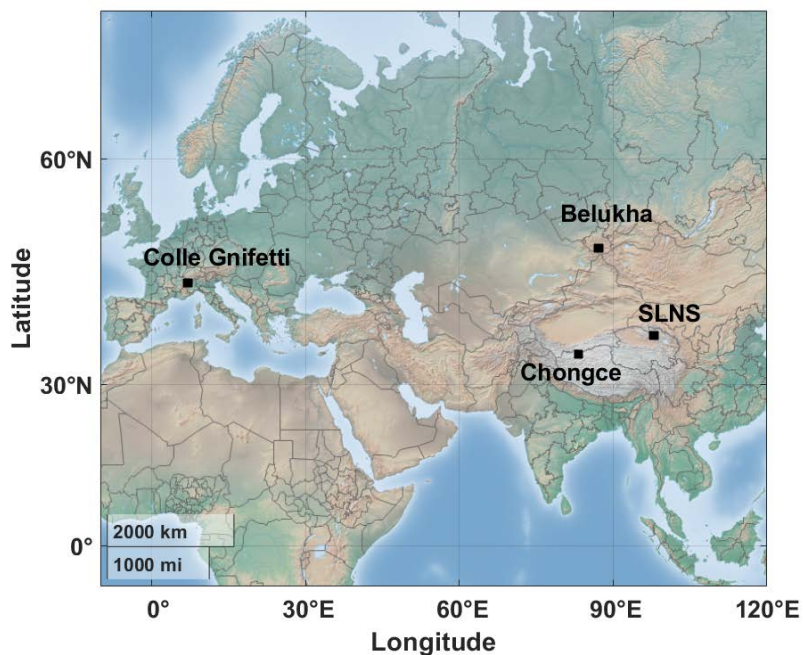 60°N
Belukha
Colle Gnifetti
SLNS
Latitude
Chongce
30°N
2000 km
0°
1000 mi
0°
30°E
60°E
90°E
120°E
Longitude